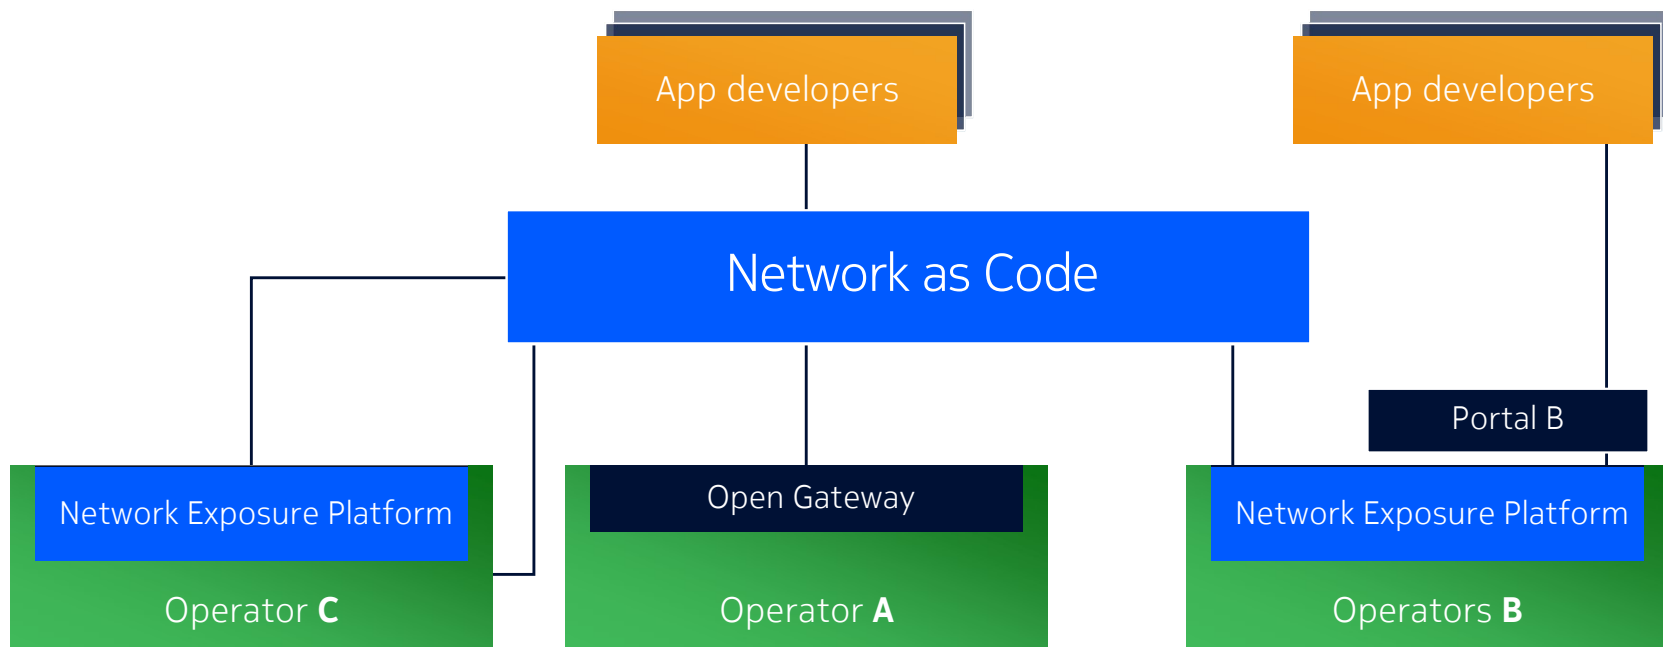 App developers
App developers
Network as Code
Portal B
Network Exposure Platform
Open Gateway
Network Exposure Platform
Operator C
Operator A
Operators B